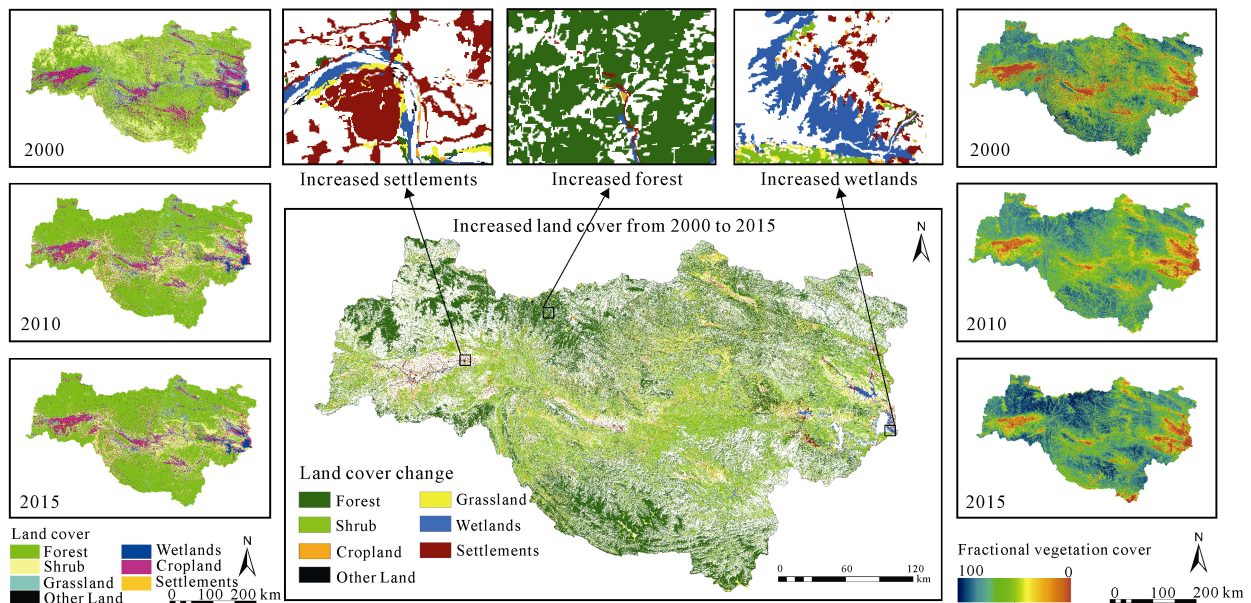 2000
2010
2015
Land cover
Forest
Shrub
Grassland
Other Land
Wetlands
Cropland
Settlements
N
0 100 200 km
Increased settlements
Increased forest
Increased wetlands
Increased land cover from 2000 to 2015
N
Land cover change
Forest
Shrub
Cropland
Other Land
Grassland
Wetlands
Settlements
0 60 120
km
2000
2010
2015
Fractional vegetation cover
100 0
N
0 100 200 km